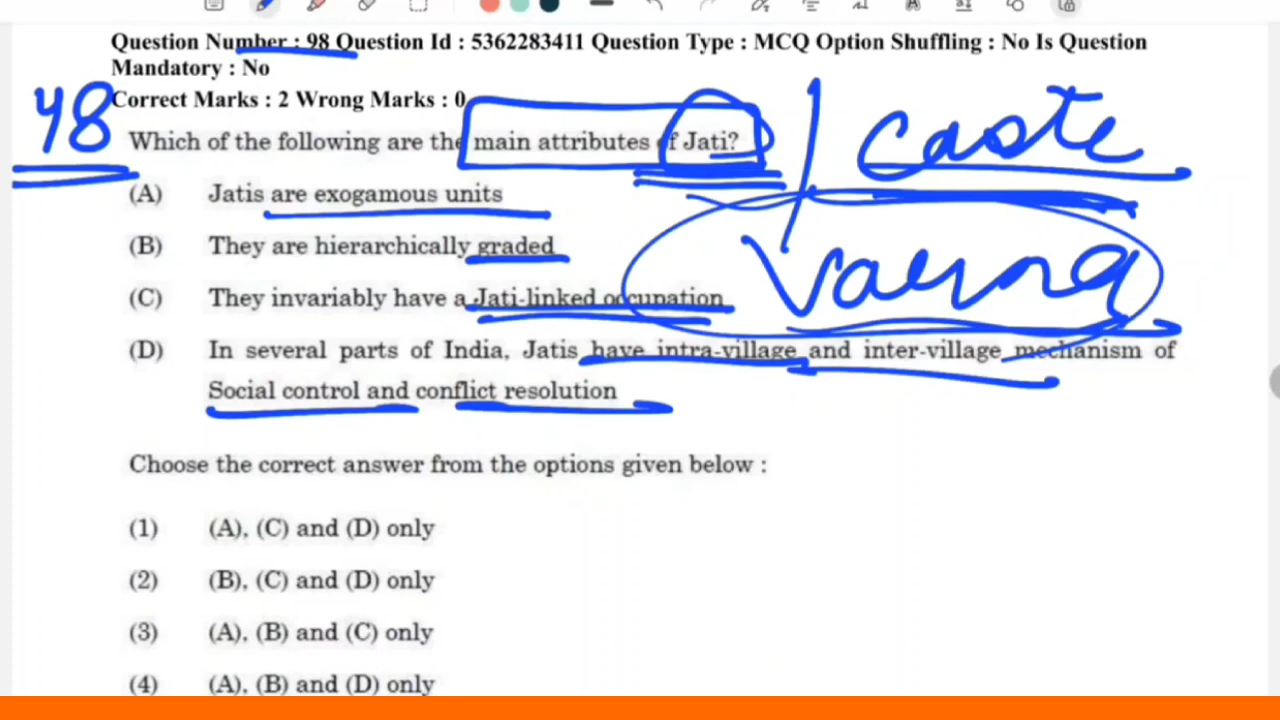 Question Number : 98 Question Id : 5362283411 Question Type : MCQ Option Shuffling : No Is Question
Mandatory : No
Correct Marks : 2 Wrong Marks : 0
48
Which of the following are the main attributes of Jati?
caste
(A) Jatis are exogamous units
(B) They are hierarchically graded
Varna
(C) They invariably have a Jati-linked occupation
(D) In several parts of India, Jatis have intra-village and inter-village mechanism of
Social control and conflict resolution
Choose the correct answer from the options given below :
(1) (A), (C) and (D) only
(2) (B), (C) and (D) only
(3) (A), (B) and (C) only
(4) (A), (B) and (D) only